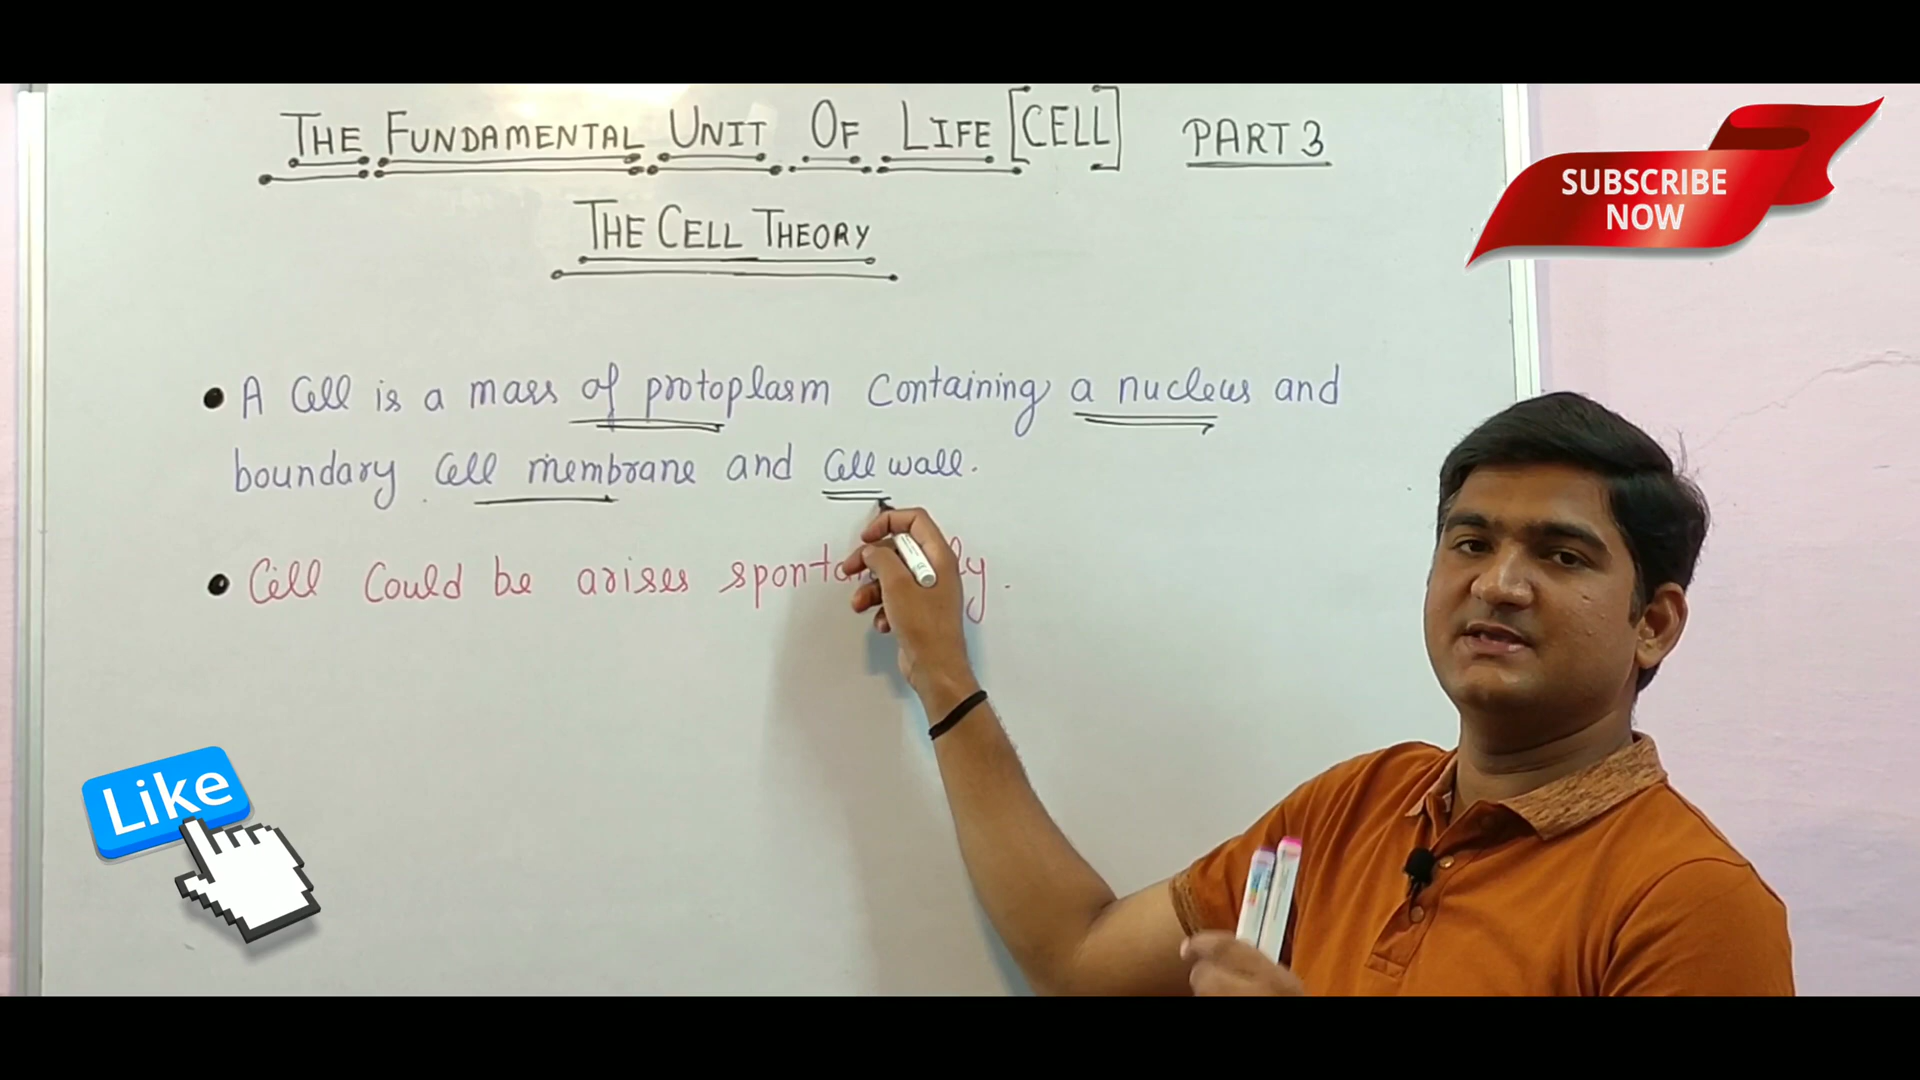 THE FUNDAMENTAL UNIT OF LIFE [CELL] PART 3
SUBSCRIBE
NOW
THE CELL THEORY
• A Cell is a mass of protoplasm Containing a nucleus and
boundary Cell membrane and Cell wall.
• Cell Could be arises
Like